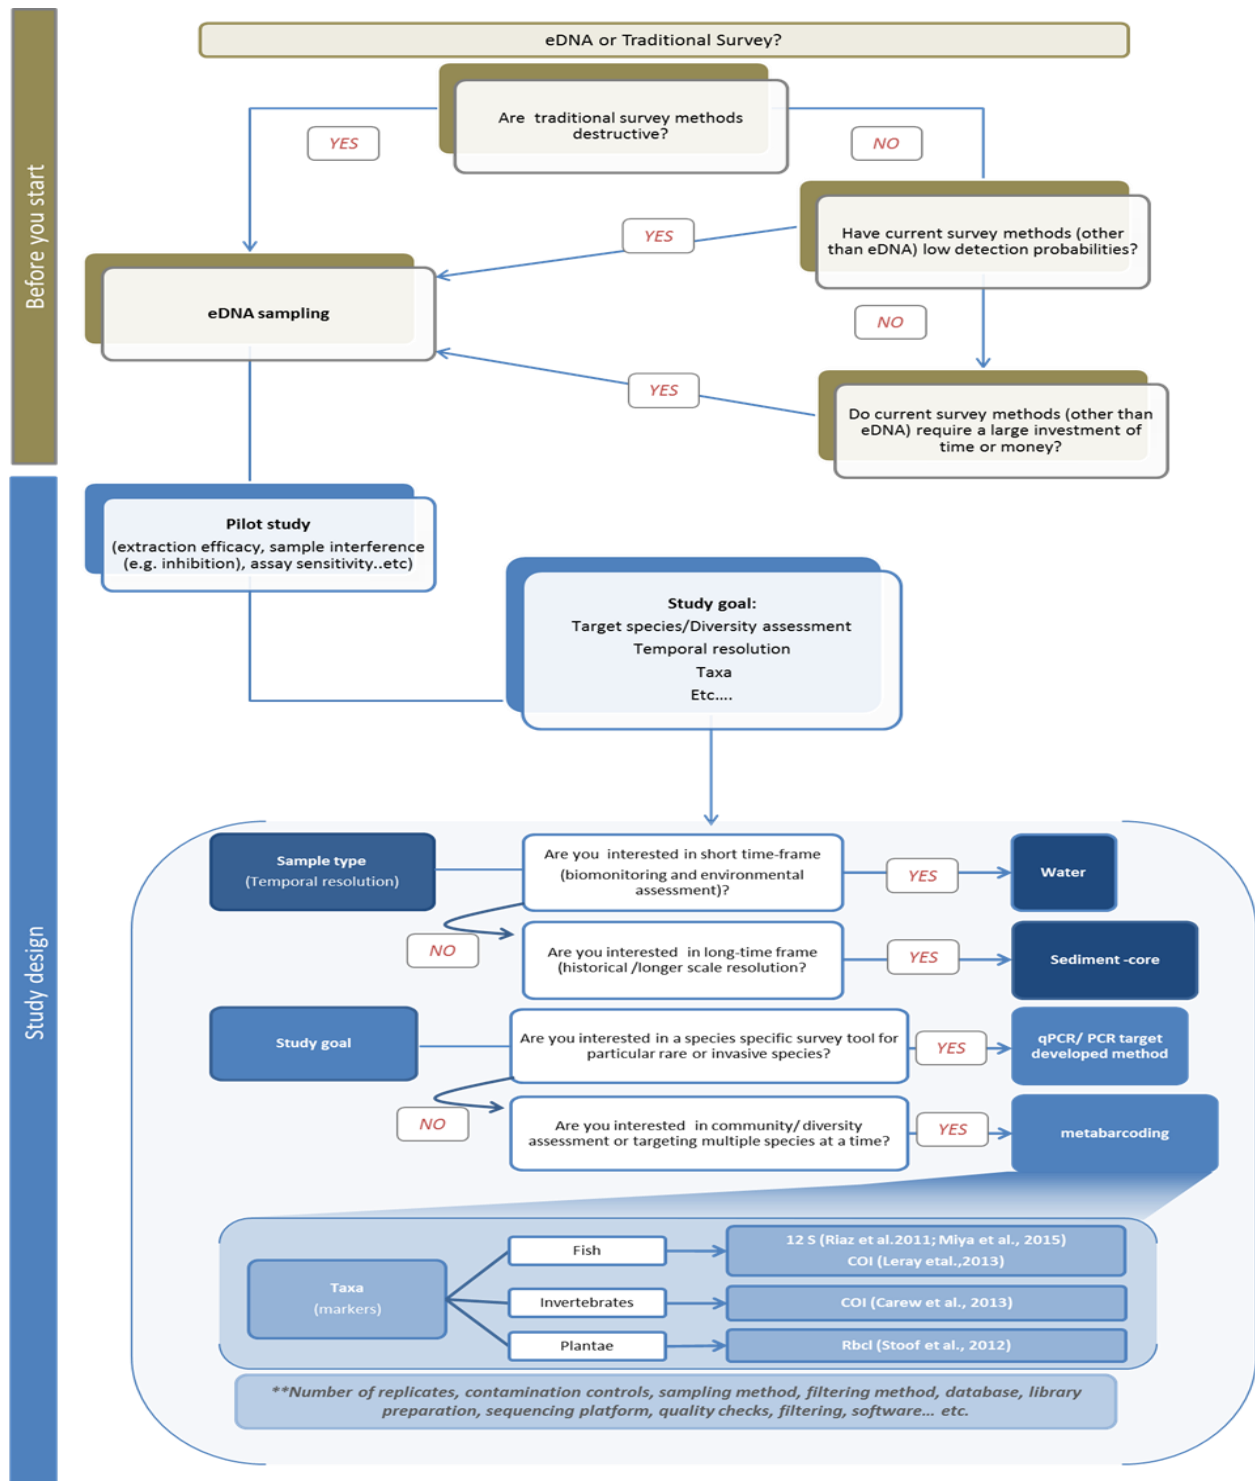 eDNA or Traditional Survey?
Before you start
Are traditional survey methods
destructive?
YES
NO
Have current survey methods (other
than eDNA) low detection probabilities?
YES
eDNA sampling
NO
YES
Do current survey methods (other than
eDNA) require a large investment of
time or money?
Study design
Pilot study
(extraction efficacy, sample interference
(e.g. inhibition), assay sensitivity..etc)
Study goal:
Target species/Diversity assessment
Temporal resolution
Taxa
Etc....
Sample type
(Temporal resolution)
Are you interested in short time-frame
(biomonitoring and environmental
assessment)?
YES
Water
NO
Are you interested in long-time frame
(historical /longer scale resolution?
YES
Sediment -core
Study goal
Are you interested in a species specific survey tool for
particular rare or invasive species?
YES
qPCR/ PCR target
developed method
NO
Are you interested in community/ diversity
assessment or targeting multiple species at a time?
YES
metabarcoding
Taxa
(markers)
Fish
12 S (Riaz et al.2011; Miya et al., 2015)
COI (Leray etal.,2013)
Invertebrates
COI (Carew et al., 2013)
Plantae
Rbcl (Stoof et al., 2012)
**Number of replicates, contamination controls, sampling method, filtering method, database, library
preparation, sequencing platform, quality checks, filtering, software... etc.